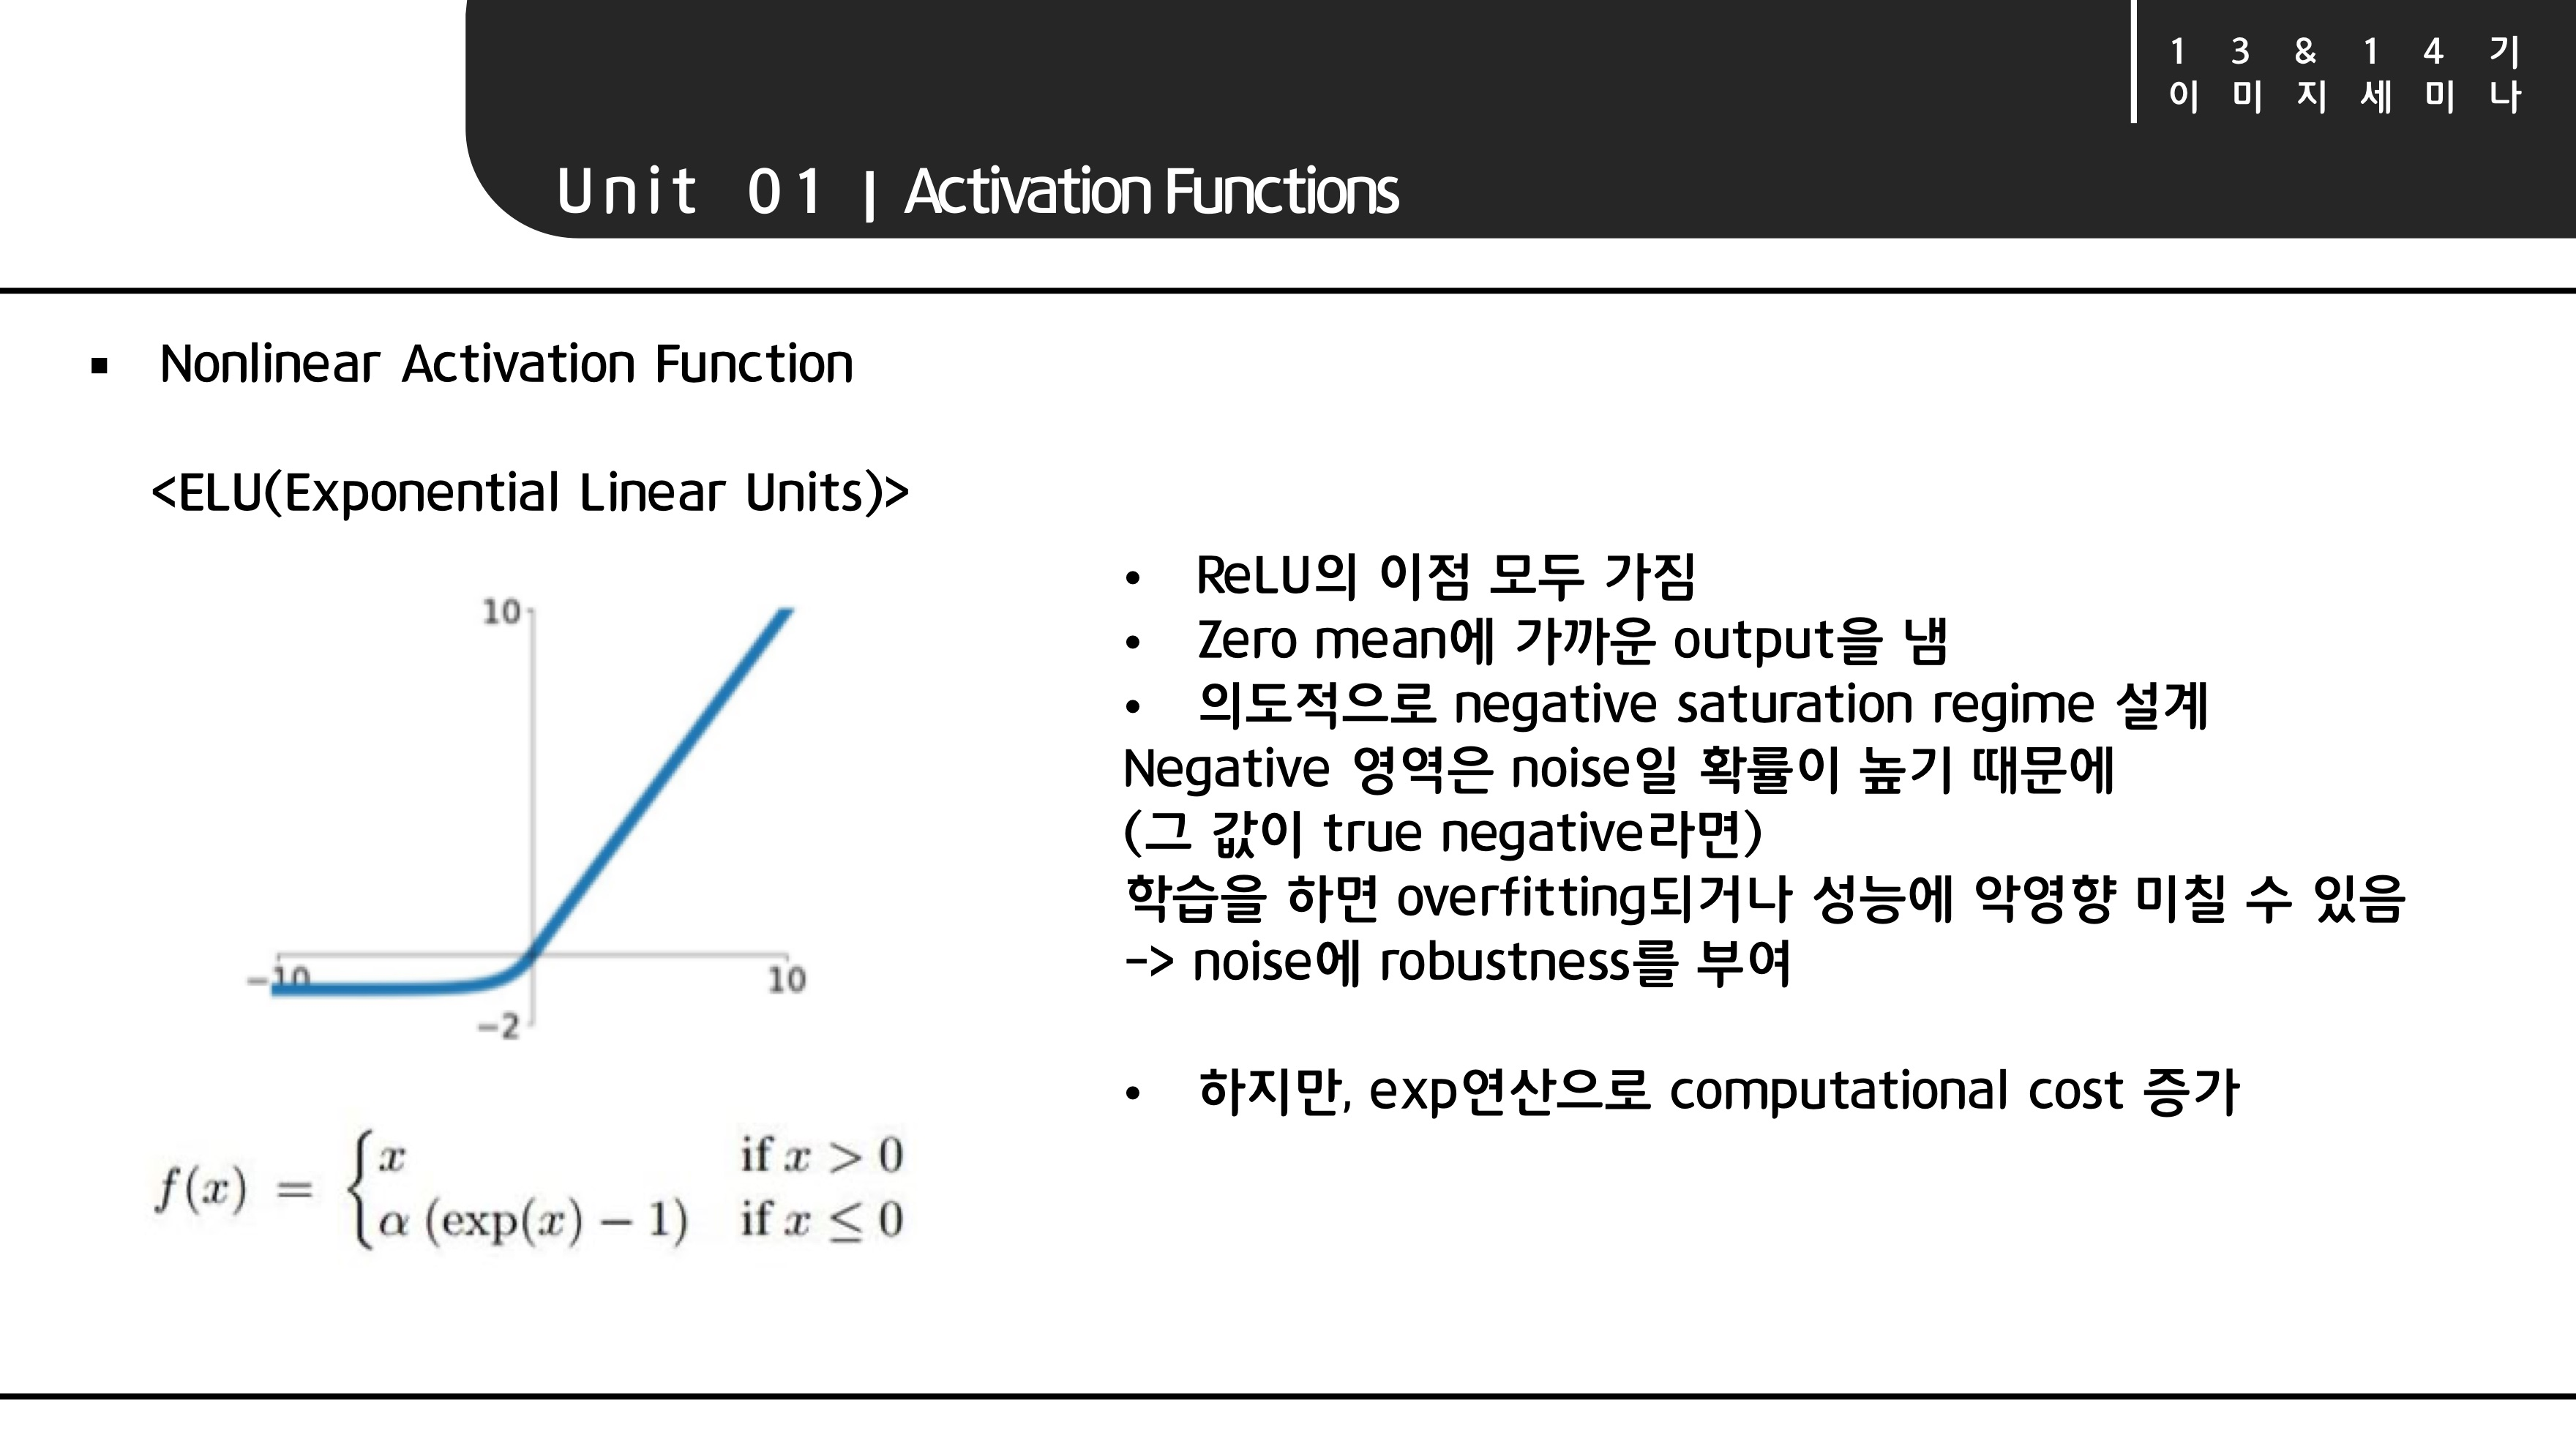 1 3 & 1 4 기
이 미 지 세 미 나
Unit 01 | Activation Functions
▪ Nonlinear Activation Function
<ELU(Exponential Linear Units)>
10
−10
10
−2
f(x) = { x if x > 0
α (exp(x) − 1) if x ≤ 0
• ReLU의 이점 모두 가짐
• Zero mean에 가까운 output을 냄
• 의도적으로 negative saturation regime 설계
Negative 영역은 noise일 확률이 높기 때문에
(그 값이 true negative라면)
학습을 하면 overfitting되거나 성능에 악영향 미칠 수 있음
-> noise에 robustness를 부여
• 하지만, exp연산으로 computational cost 증가